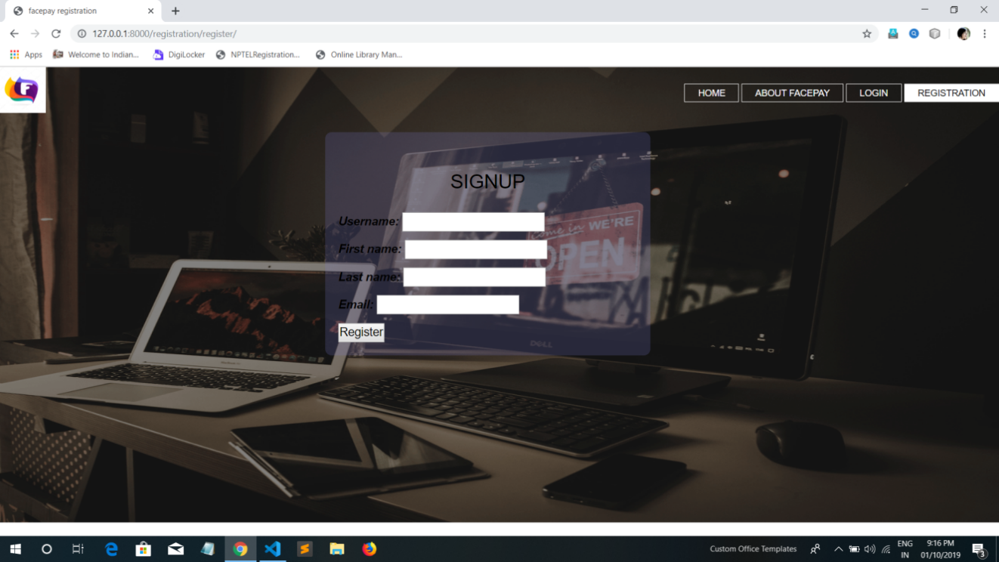 facepay registration
127.0.0.1:8000/registration/register/
Apps Welcome to Indian... DigiLocker NPTELRegistration... Online Library Man...
F
HOME ABOUT FACEPAY LOGIN REGISTRATION
SIGNUP
come in WE'RE
OPEN
Username:
First name:
Last name:
Email:
Register
DELL
Custom Office Templates
ENG
IN
9:16 PM
01/10/2019
3